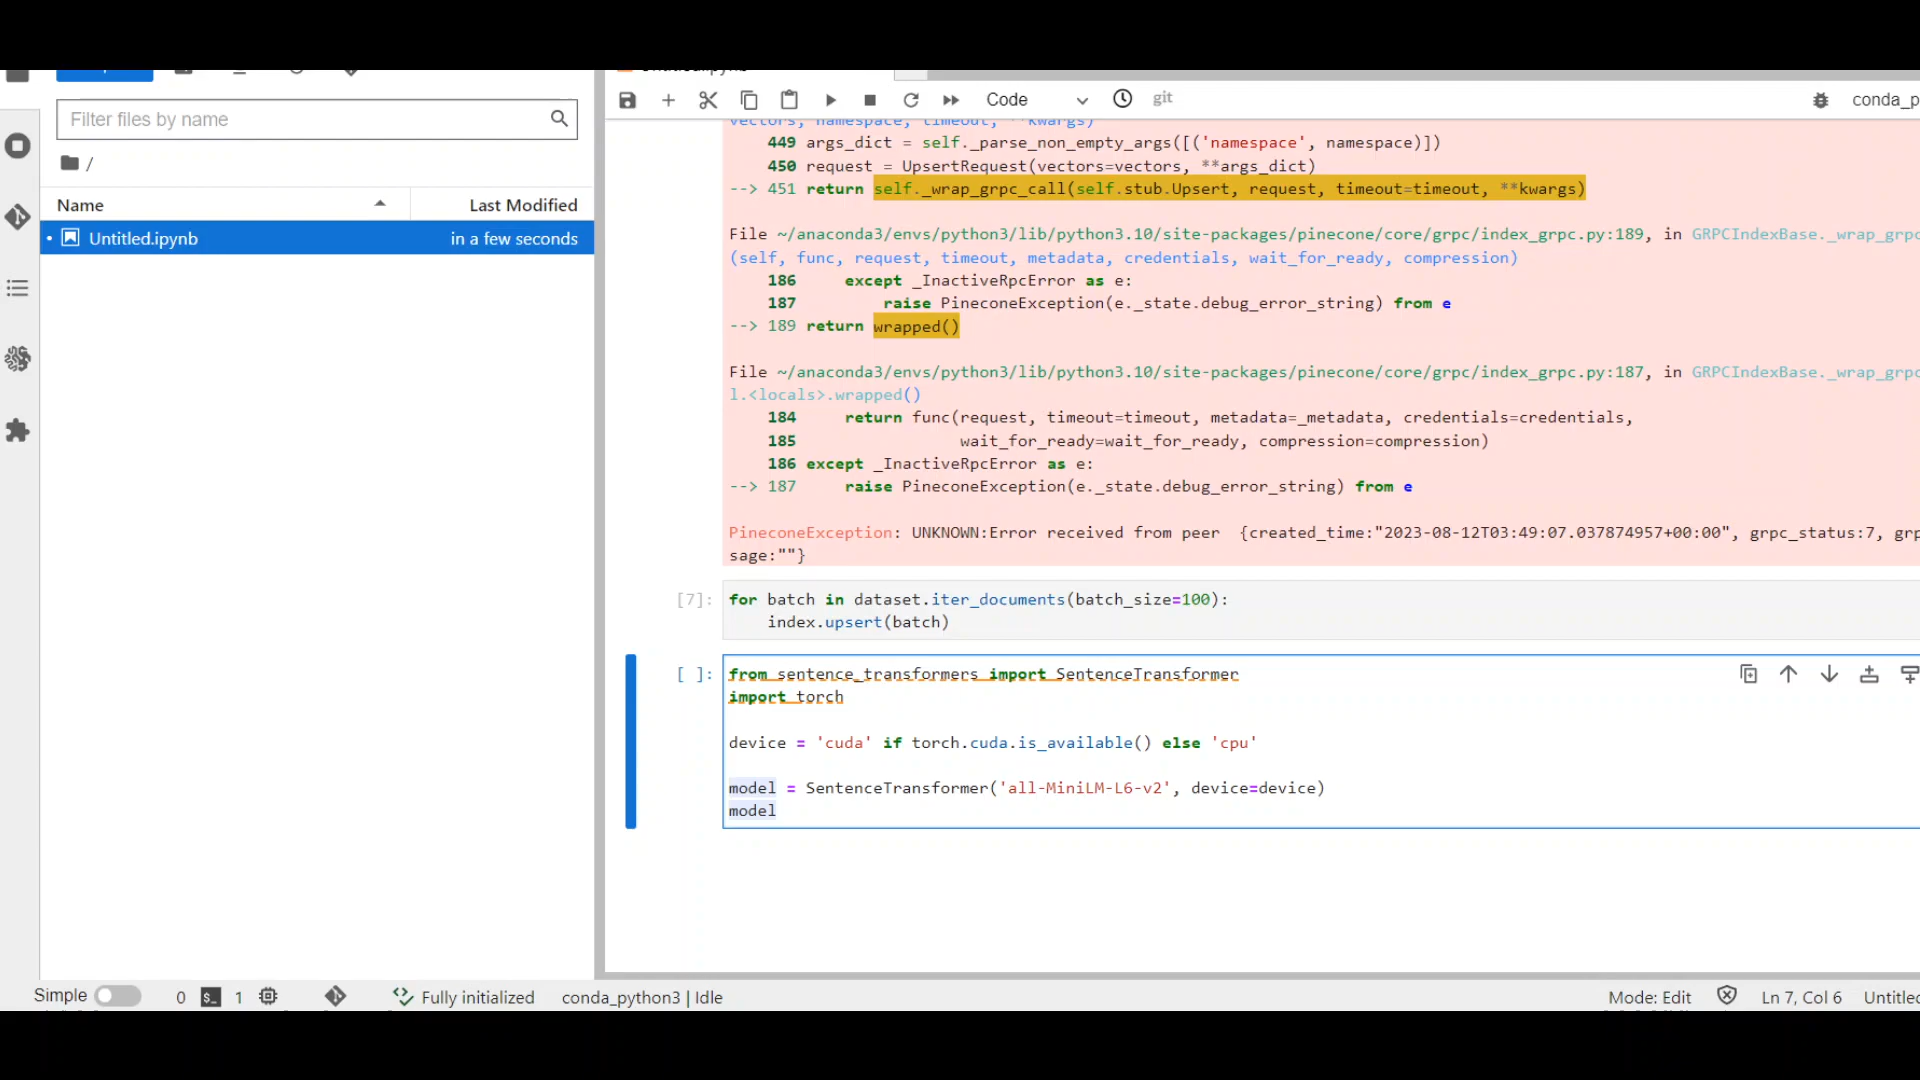 Filter files by name
/
Name
Last Modified
Untitled.ipynb
in a few seconds
Code
git
conda_p
vectors, namespace, timeout, **kwargs)
449 args_dict = self._parse_non_empty_args([('namespace', namespace)])
450 request = UpsertRequest(vectors=vectors, **args_dict)
--> 451 return self._wrap_grpc_call(self.stub.Upsert, request, timeout=timeout, **kwargs)
File ~/anaconda3/envs/python3/lib/python3.10/site-packages/pinecone/core/grpc/index_grpc.py:189, in GRPCIndexBase._wrap_grpc
(self, func, request, timeout, metadata, credentials, wait_for_ready, compression)
186 except _InactiveRpcError as e:
187 raise PineconeException(e._state.debug_error_string) from e
--> 189 return wrapped()
File ~/anaconda3/envs/python3/lib/python3.10/site-packages/pinecone/core/grpc/index_grpc.py:187, in GRPCIndexBase._wrap_grpc
l.<locals>.wrapped()
184 return func(request, timeout=timeout, metadata=_metadata, credentials=credentials,
185 wait_for_ready=wait_for_ready, compression=compression)
186 except _InactiveRpcError as e:
--> 187 raise PineconeException(e._state.debug_error_string) from e
PineconeException: UNKNOWN:Error received from peer {created_time:"2023-08-12T03:49:07.037874957+00:00", grpc_status:7, grp
sage:""}
[7]: for batch in dataset.iter_documents(batch_size=100):
index.upsert(batch)
[ ]: from sentence_transformers import SentenceTransformer
import torch
device = 'cuda' if torch.cuda.is_available() else 'cpu'
model = SentenceTransformer('all-MiniLM-L6-v2', device=device)
model
Simple
0
1
Fully initialized
conda_python3 | Idle
Mode: Edit
Ln 7, Col 6
Untitled